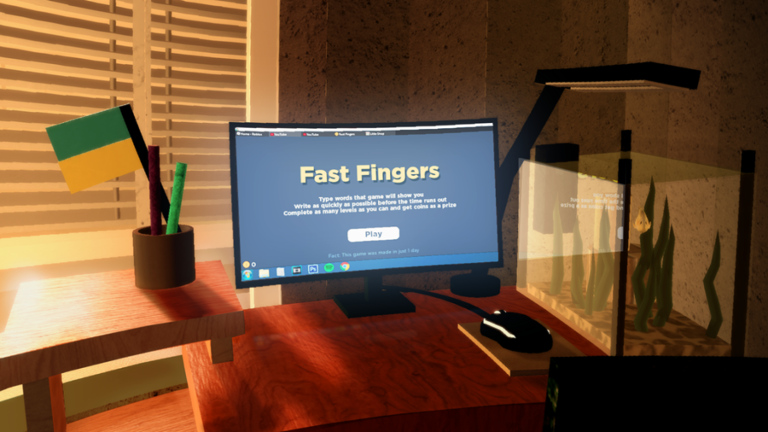 Fast Fingers
Type words that game will show you
Write as quickly as possible before the time runs out
Complete as many levels as you can and get coins as a prize
Play
This game was made in just 1 day